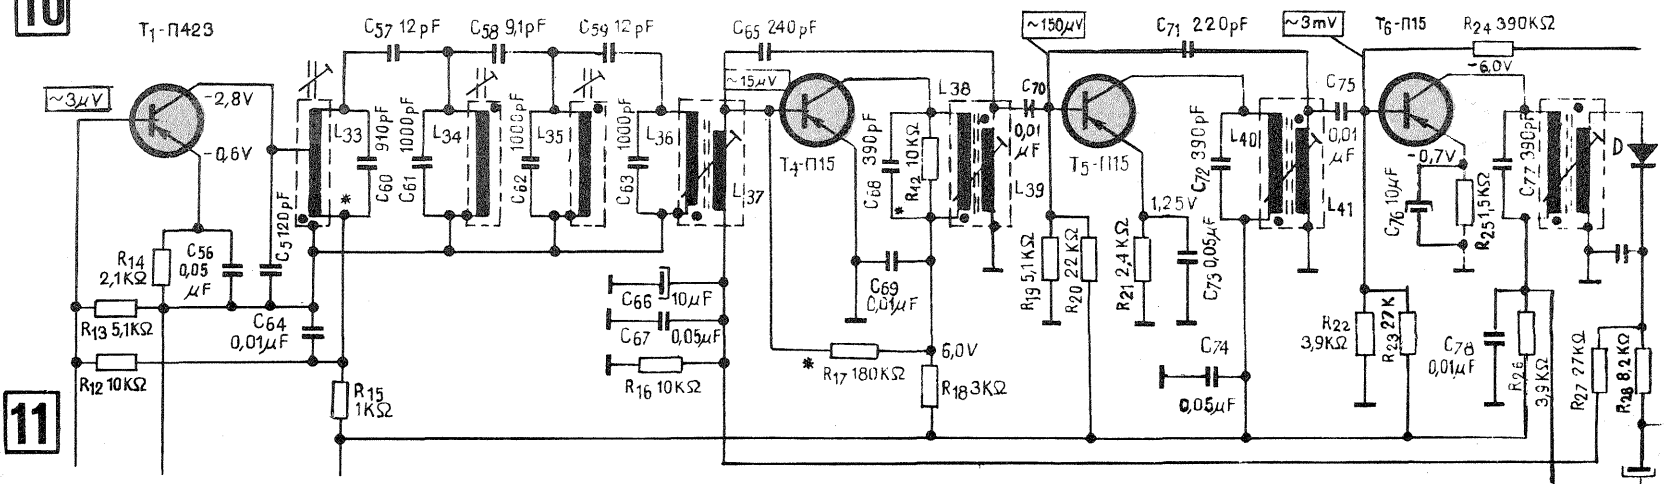 10
T₁-П423
~3μV
-2,8V
-0,6V
C57 12pF
C58 9,1pF
C59 12pF
L33
910pF
C60
*
1000pF
C61
L34
1000pF
C62
L35
1000pF
C63
L36
L37
C5 120pF
R14
2,1KΩ
C56
0,05
μF
R13 5,1KΩ
C64
0,01μF
R12 10KΩ
R15
1KΩ
C66
10μF
C67
0,05μF
R16 10KΩ
C65 240pF
~15μV
T₄-П15
390pF
C68
*
R12 10KΩ
L38
L39
C69
0,01μF
6,0V
* R17 180KΩ
R18 3KΩ
~150μV
C70
0,01
μF
T5-П15
C71 220pF
1,25V
R19 5,1KΩ
R20 22KΩ
R21 2,4KΩ
C73 0,05μF
C72 390pF
L40
L41
C74
0,05μF
~3mV
C75
0,01
μF
T6-П15
R24 390KΩ
-6,0V
-0,7V
C76 10μF
R25 1,5KΩ
C77 390pF
D
R22
3,9KΩ
R23 27K
C78
0,01μF
R26
3,9KΩ
R27 27KΩ
R28 8,2KΩ
11